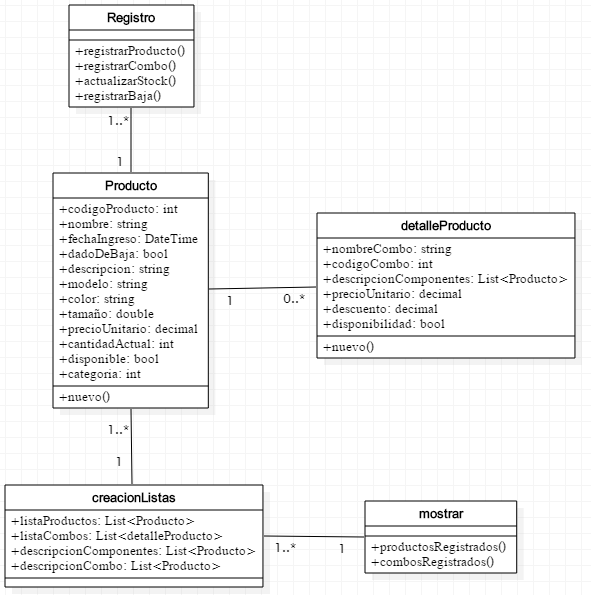 Registro
+registrarProducto()
+registrarCombo()
+actualizarStock()
+registrarBaja()
1..*
1
Producto
+codigoProducto: int
+nombre: string
+fechaIngreso: DateTime
+dadoDeBaja: bool
+descripcion: string
+modelo: string
+color: string
+tamaño: double
+precioUnitario: decimal
+cantidadActual: int
+disponible: bool
+categoria: int
+nuevo()
1
0..*
detalleProducto
+nombreCombo: string
+codigoCombo: int
+descripcionComponentes: List<Producto>
+precioUnitario: decimal
+descuento: decimal
+disponibilidad: bool
+nuevo()
1..*
1
creacionListas
+listaProductos: List<Producto>
+listaCombos: List<detalleProducto>
+descripcionComponentes: List<Producto>
+descripcionCombo: List<Producto>
1..*
1
mostrar
+productosRegistrados()
+combosRegistrados()